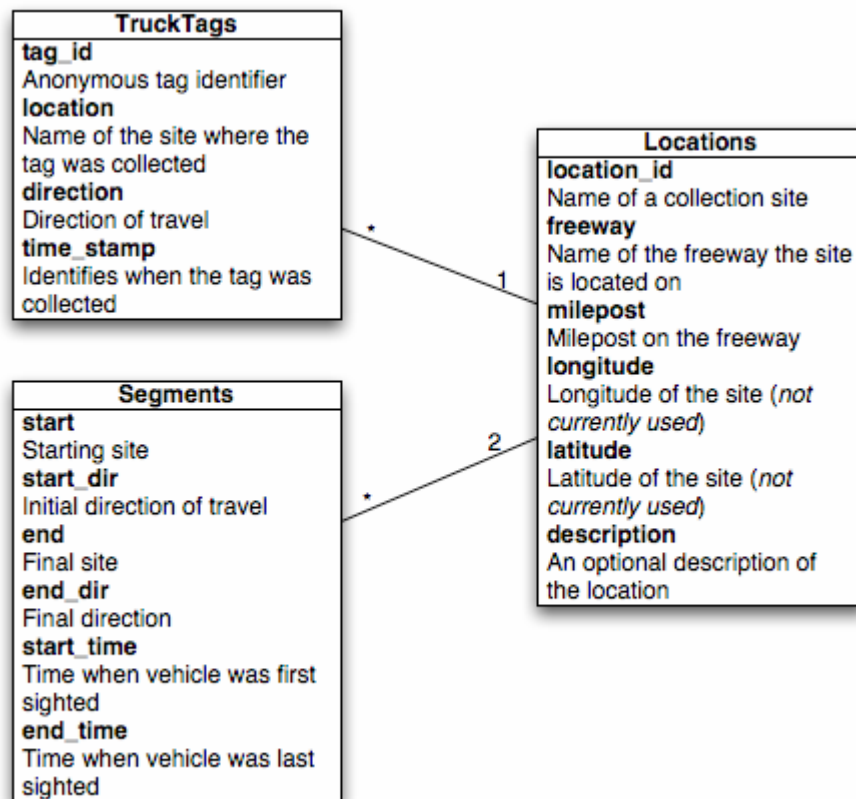 TruckTags
tag_id
Anonymous tag identifier
location
Name of the site where the
tag was collected
direction
Direction of travel
time_stamp
Identifies when the tag was
collected
*
1
Locations
location_id
Name of a collection site
freeway
Name of the freeway the site
is located on
milepost
Milepost on the freeway
longitude
Longitude of the site (not
currently used)
latitude
Latitude of the site (not
currently used)
description
An optional description of
the location
Segments
start
Starting site
start_dir
Initial direction of travel
end
Final site
end_dir
Final direction
start_time
Time when vehicle was first
sighted
end_time
Time when vehicle was last
sighted
*
2